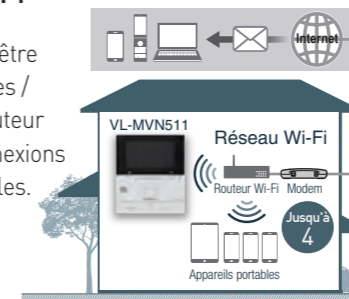 être
es /
uteur
nexions
les.
Internet
VL-MVN511
Réseau Wi-Fi
Routeur Wi-Fi Modem
Jusqu'à
4
Appareils portables